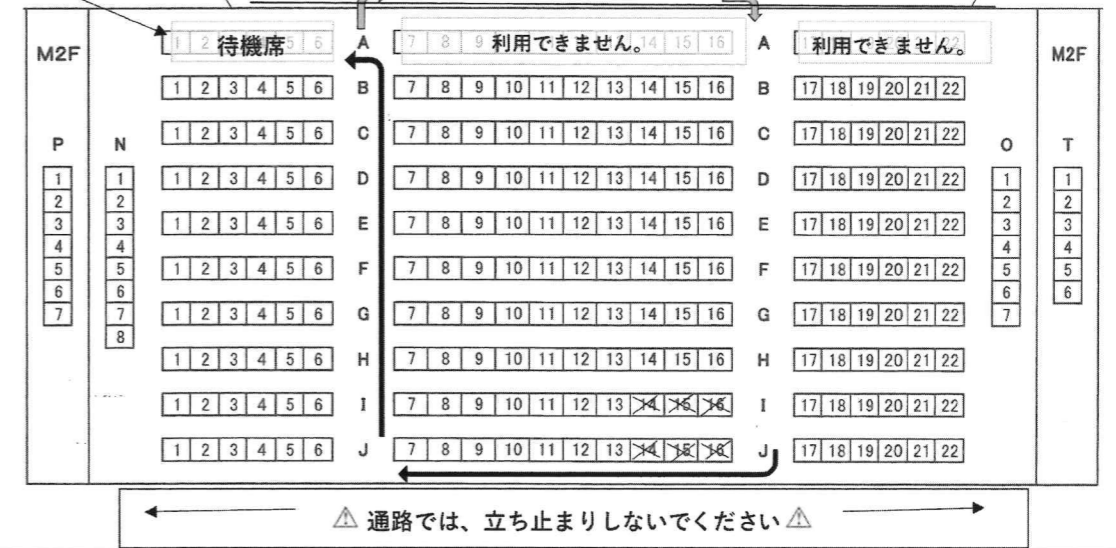 1 2 待機席 5 6 A 7 8 9 利用できません。 14 15 16 A 利用できません。
M2F M2F
1 2 3 4 5 6 B 7 8 9 10 11 12 13 14 15 16 B 17 18 19 20 21 22
1 2 3 4 5 6 C 7 8 9 10 11 12 13 14 15 16 C 17 18 19 20 21 22
P N O T
1 2 3 4 5 6 D 7 8 9 10 11 12 13 14 15 16 D 17 18 19 20 21 22
1 2 3 4 5 6 E 7 8 9 10 11 12 13 14 15 16 E 17 18 19 20 21 22
1 2 3 4 5 6 F 7 8 9 10 11 12 13 14 15 16 F 17 18 19 20 21 22
1 2 3 4 5 6 G 7 8 9 10 11 12 13 14 15 16 G 17 18 19 20 21 22
1 2 3 4 5 6 H 7 8 9 10 11 12 13 14 15 16 H 17 18 19 20 21 22
1 2 3 4 5 6 I 7 8 9 10 11 12 13 14 15 16 I 17 18 19 20 21 22
1 2 3 4 5 6 J 7 8 9 10 11 12 13 14 15 16 J 17 18 19 20 21 22
1 1 1 1
2 2 2 2
3 3 3 3
4 4 4 4
5 5 5 5
6 6 6 6
7 7 7
8
⚠ 通路では、立ち止まりしないでください ⚠